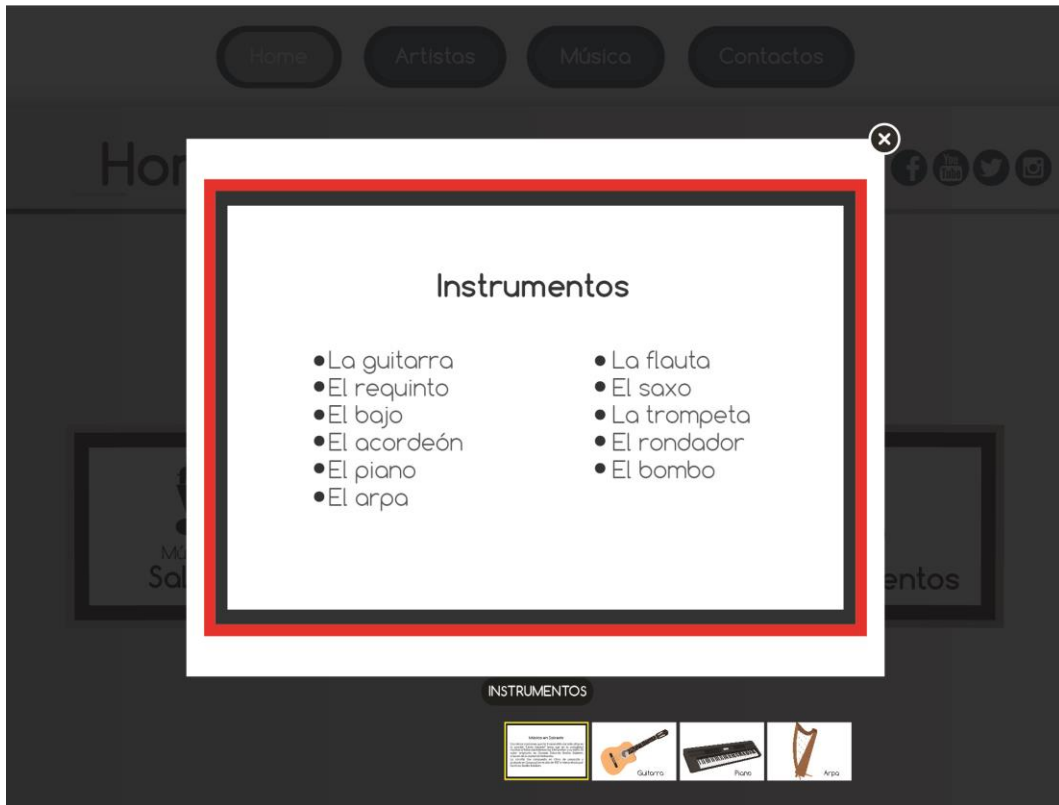 Home
Artistas
Música
Contactos
Instrumentos
La guitarra
El requinto
El bajo
El acordeón
El piano
El arpa
La flauta
El saxo
La trompeta
El rondador
El bombo
INSTRUMENTOS
Guitarra
Piano
Arpa